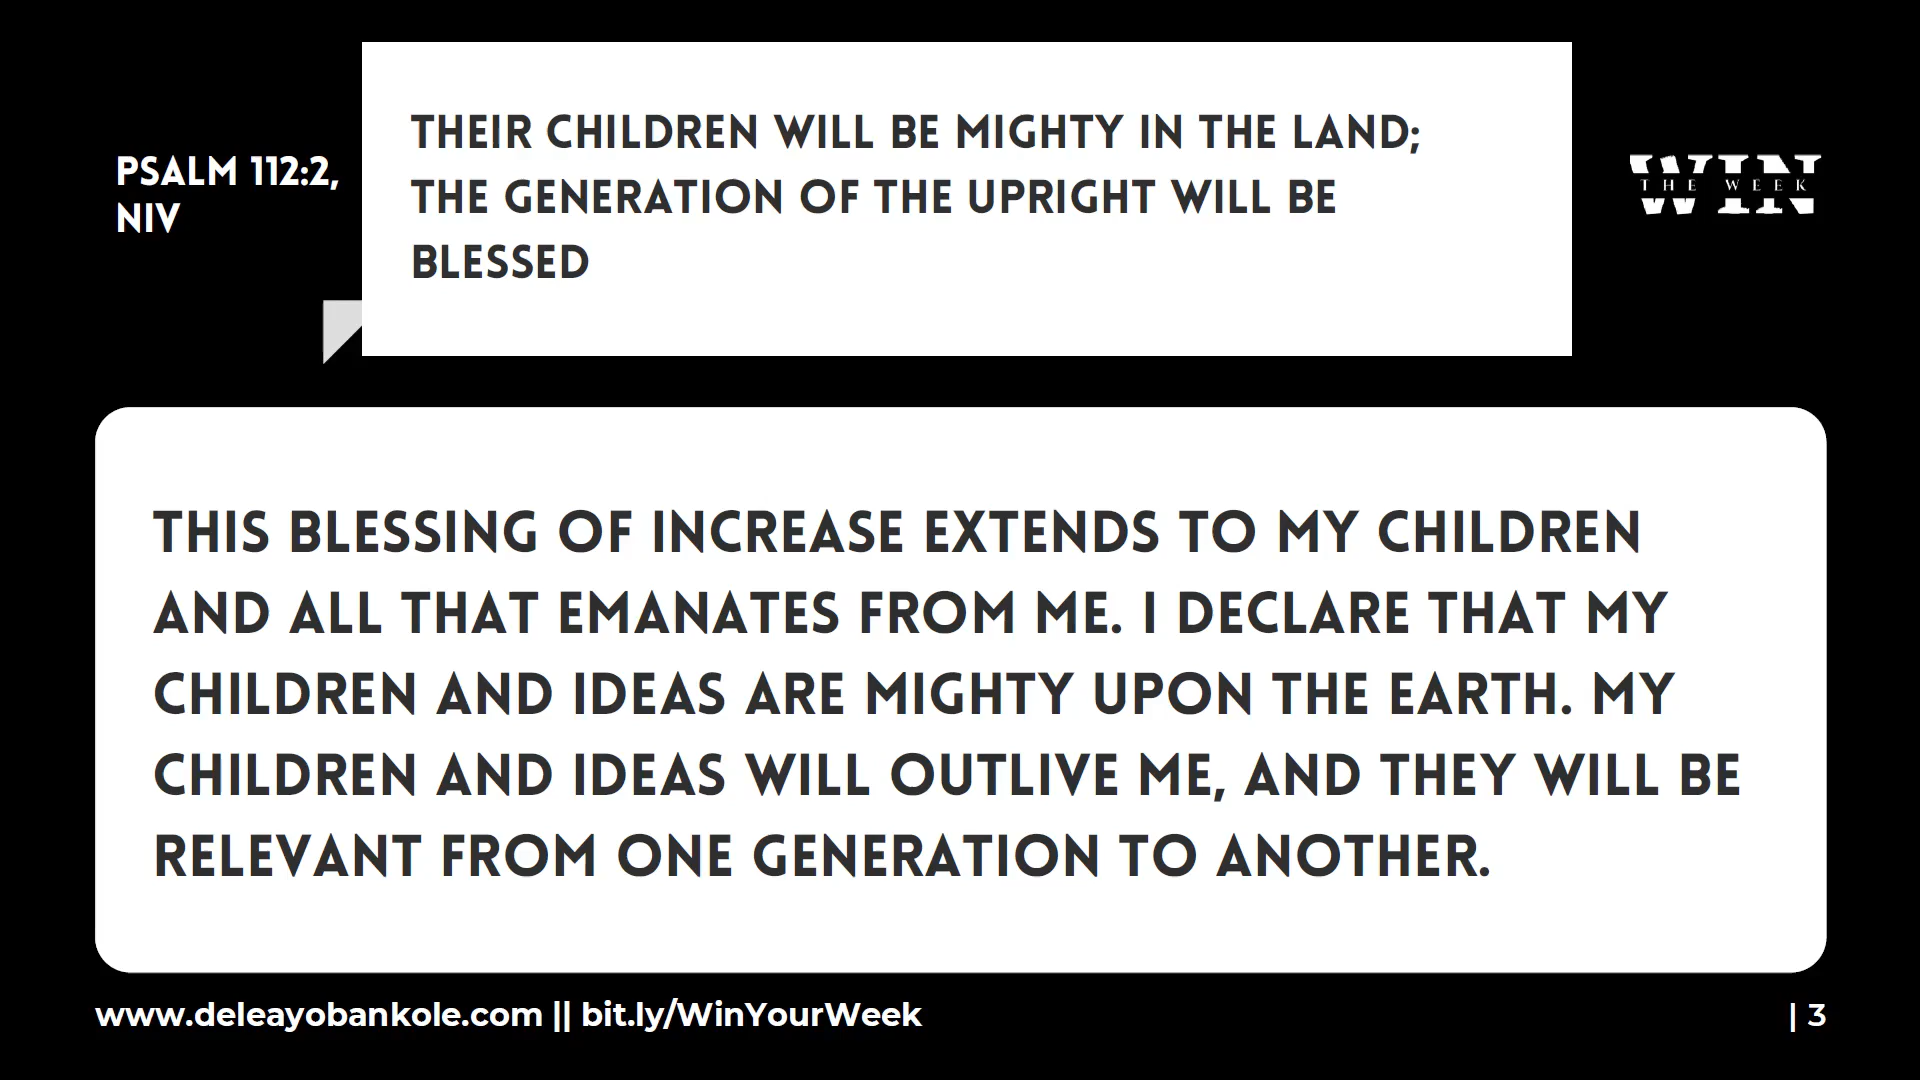 PSALM 112:2,
NIV
THEIR CHILDREN WILL BE MIGHTY IN THE LAND;
THE GENERATION OF THE UPRIGHT WILL BE
BLESSED
WIN
THE WEEK
THIS BLESSING OF INCREASE EXTENDS TO MY CHILDREN
AND ALL THAT EMANATES FROM ME. I DECLARE THAT MY
CHILDREN AND IDEAS ARE MIGHTY UPON THE EARTH. MY
CHILDREN AND IDEAS WILL OUTLIVE ME, AND THEY WILL BE
RELEVANT FROM ONE GENERATION TO ANOTHER.
www.deleayobankole.com || bit.ly/WinYourWeek
| 3